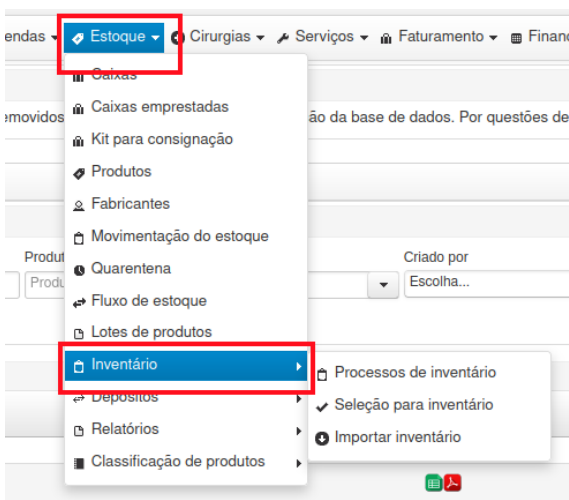 endas Estoque Cirurgias Serviços Faturamento Financ
Caixas
Caixas emprestadas
emovidos ão da base de dados. Por questões de
Kit para consignação
Produtos
Fabricantes
Movimentação do estoque
Produt Criado por
Quarentena
Produ Escolha...
Fluxo de estoque
Lotes de produtos
Inventário
Processos de inventário
Depósitos
Seleção para inventário
Relatórios
Importar inventário
Classificação de produtos